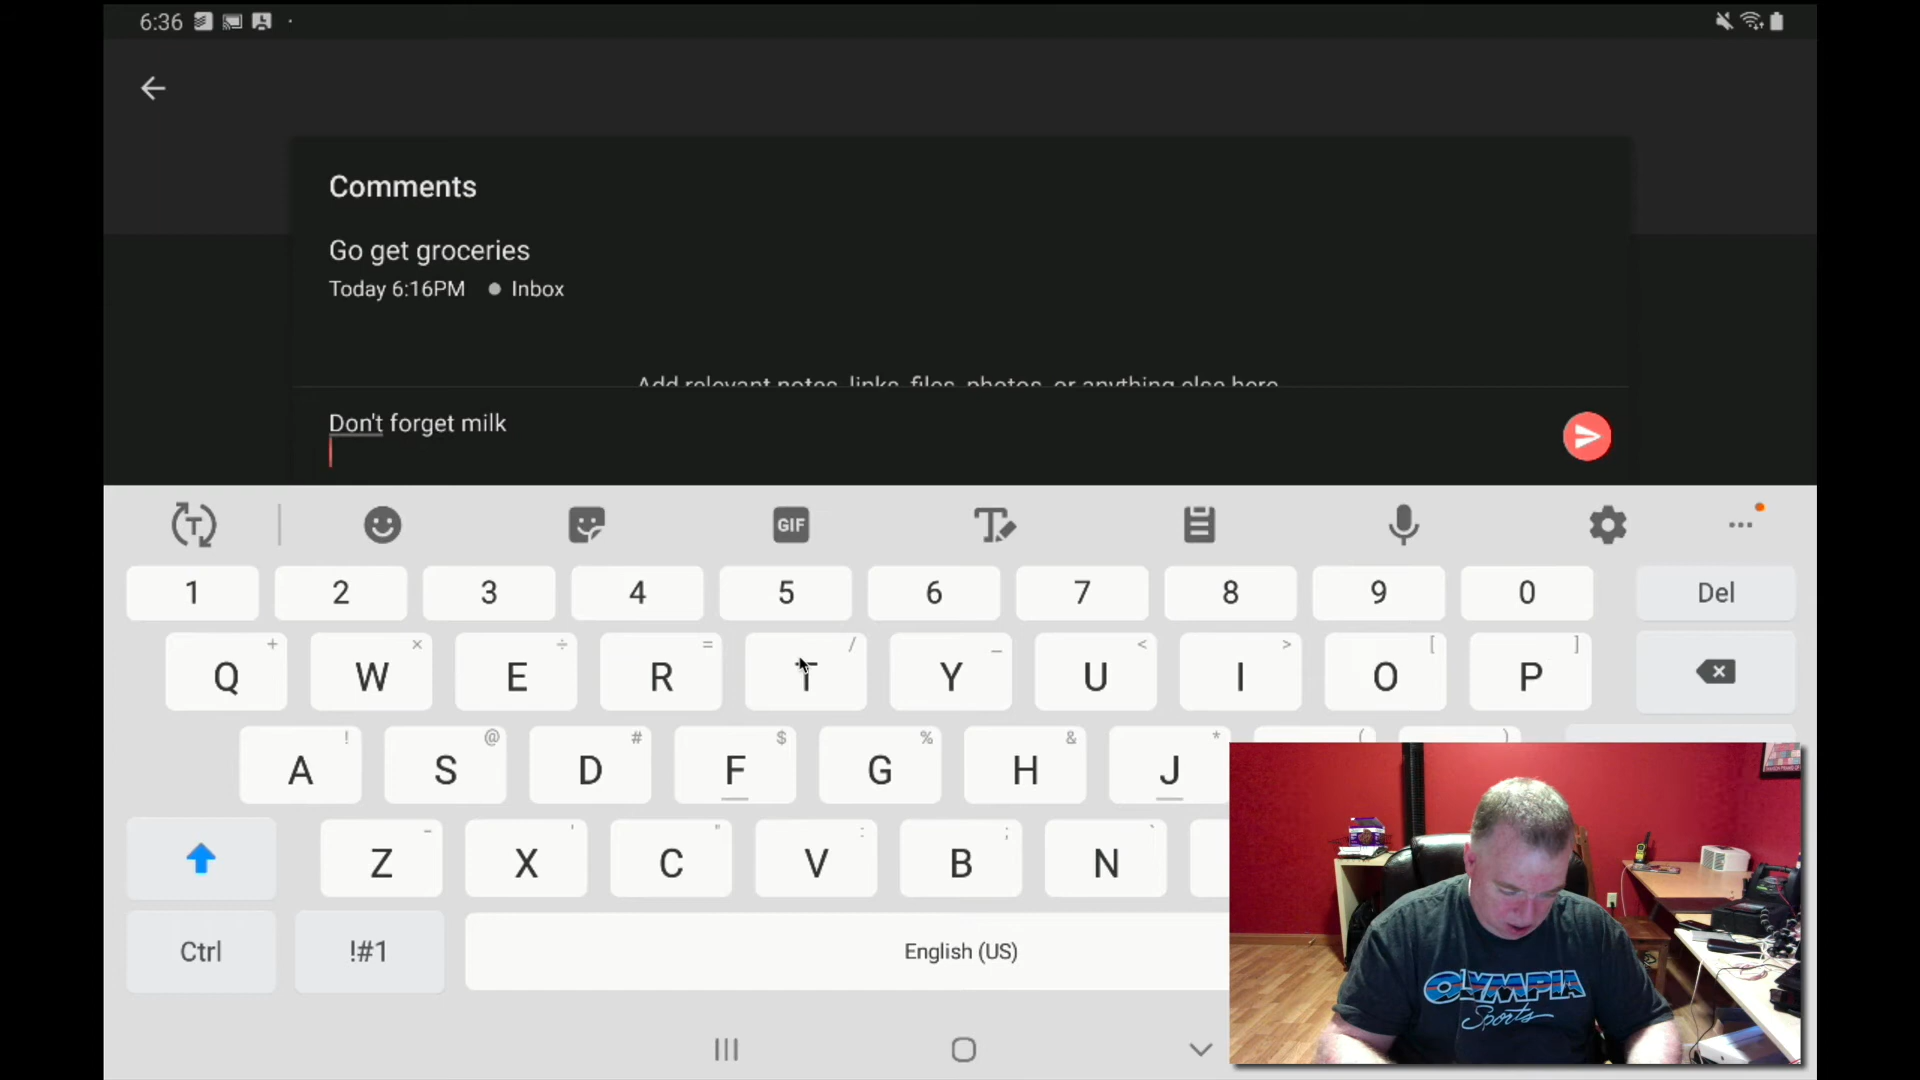 6:36
Comments
Go get groceries
Today 6:16PM
Inbox
Add relevant notes, links, files, photos, or anything else here
Don't forget milk
GIF
1 2 3 4 5 6 7 8 9 0 Del
+ × ÷ = / _ < > [ ]
Q W E R T Y U I O P
! @ # $ % & * ( )
A S D F G H J
- ' " : ; `
Z X C V B N
Ctrl !#1 English (US)
OLYMPIA
Sports